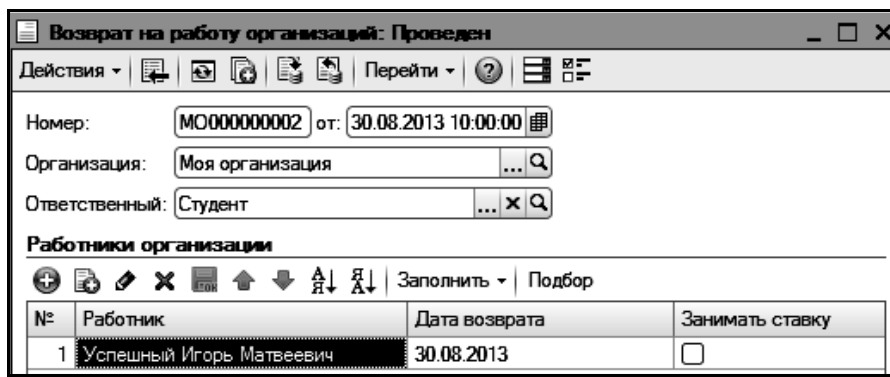 Возврат на работу организаций: Проведен
Действия Перейти
Номер: МО000000002 от: 30.08.2013 10:00:00
Организация: Моя организация ...
Ответственный: Студент ...
Работники организации
Заполнить Подбор
№ Работник Дата возврата Занимать ставку
1 Успешный Игорь Матвеевич 30.08.2013